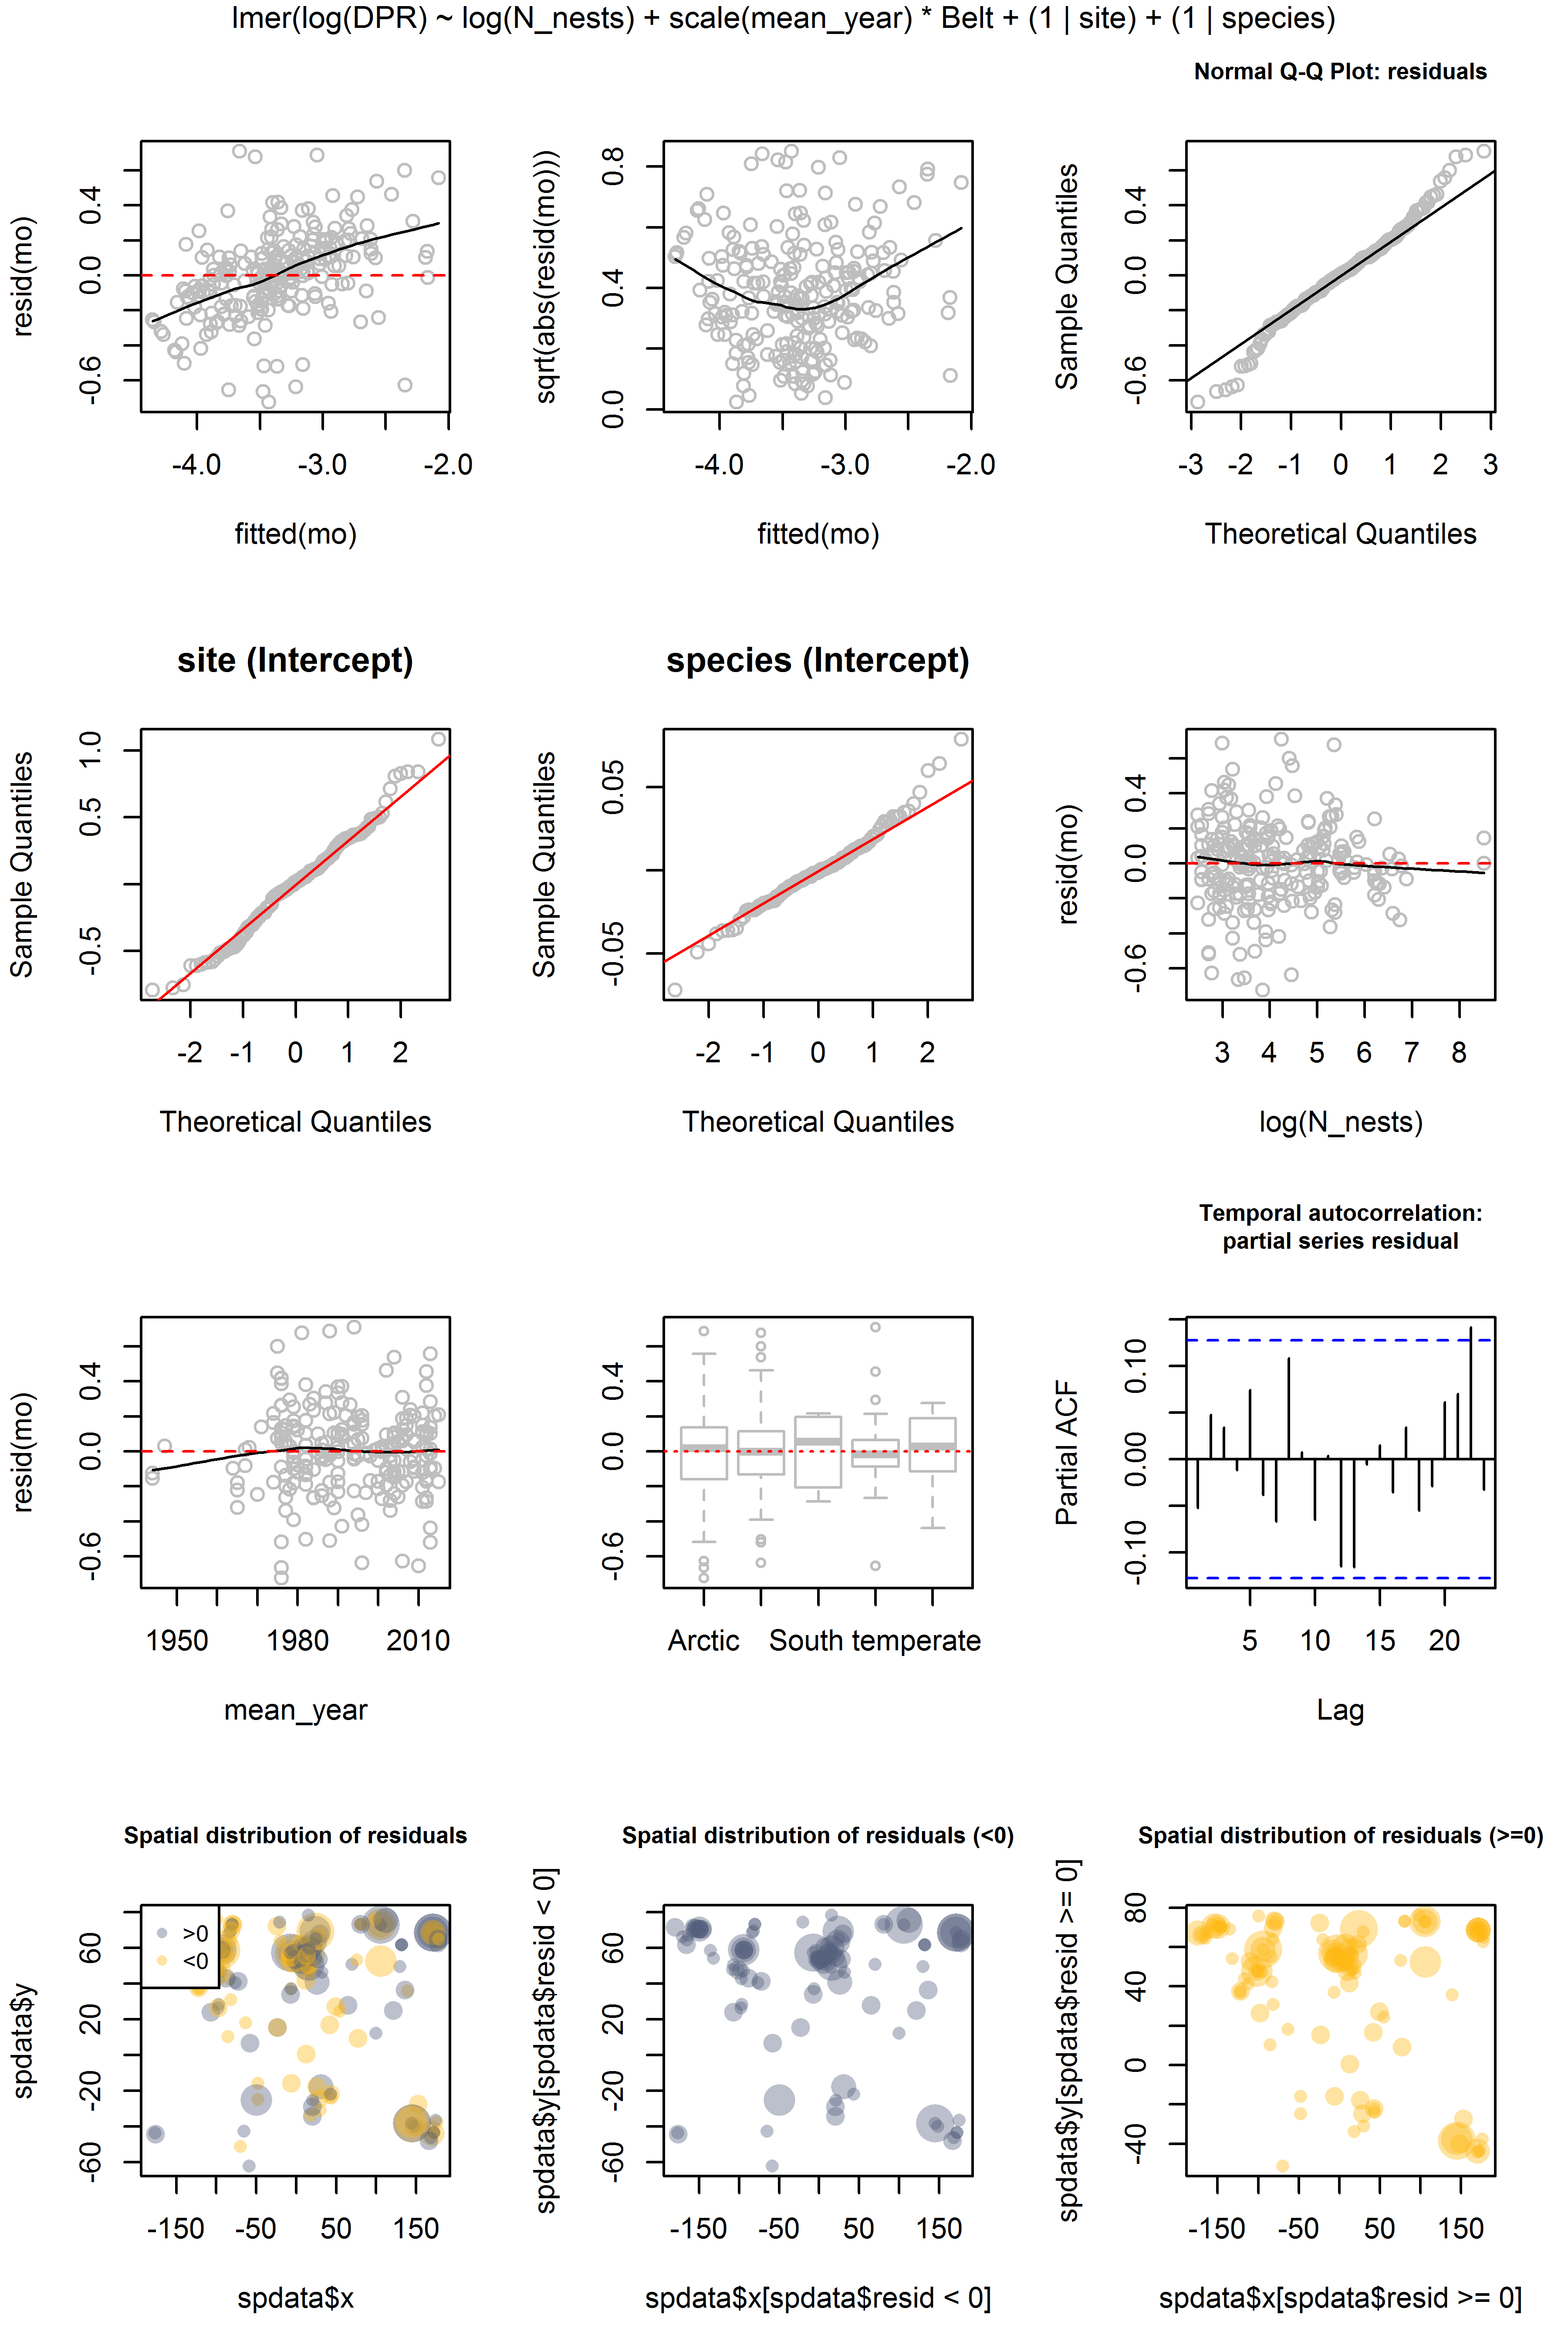 lmer(log(DPR) ~ log(N_nests) + scale(mean_year) * Belt + (1 | site) + (1 | species)
Normal Q-Q Plot: residuals
resid(mo)
-0.6 0.0 0.4
-4.0 -3.0 -2.0
fitted(mo)
sqrt(abs(resid(mo)))
0.0 0.4 0.8
-4.0 -3.0 -2.0
fitted(mo)
Sample Quantiles
-0.6 0.0 0.4
-3 -2 -1 0 1 2 3
Theoretical Quantiles
site (Intercept)
Sample Quantiles
-0.5 0.5 1.0
-2 -1 0 1 2
Theoretical Quantiles
species (Intercept)
Sample Quantiles
-0.05 0.05
-2 -1 0 1 2
Theoretical Quantiles
resid(mo)
-0.6 0.0 0.4
3 4 5 6 7 8
log(N_nests)
resid(mo)
-0.6 0.0 0.4
1950 1980 2010
mean_year
-0.6 0.0 0.4
Arctic South temperate
Temporal autocorrelation:
partial series residual
Partial ACF
-0.10 0.00 0.10
5 10 15 20
Lag
Spatial distribution of residuals
spdata$y
-60 -20 20 60
>0
<0
-150 -50 50 150
spdata$x
Spatial distribution of residuals (<0)
spdata$y[spdata$resid < 0]
-60 -20 20 60
-150 -50 50 150
spdata$x[spdata$resid < 0]
Spatial distribution of residuals (>=0)
spdata$y[spdata$resid >= 0]
-40 0 40 80
-150 -50 50 150
spdata$x[spdata$resid >= 0]